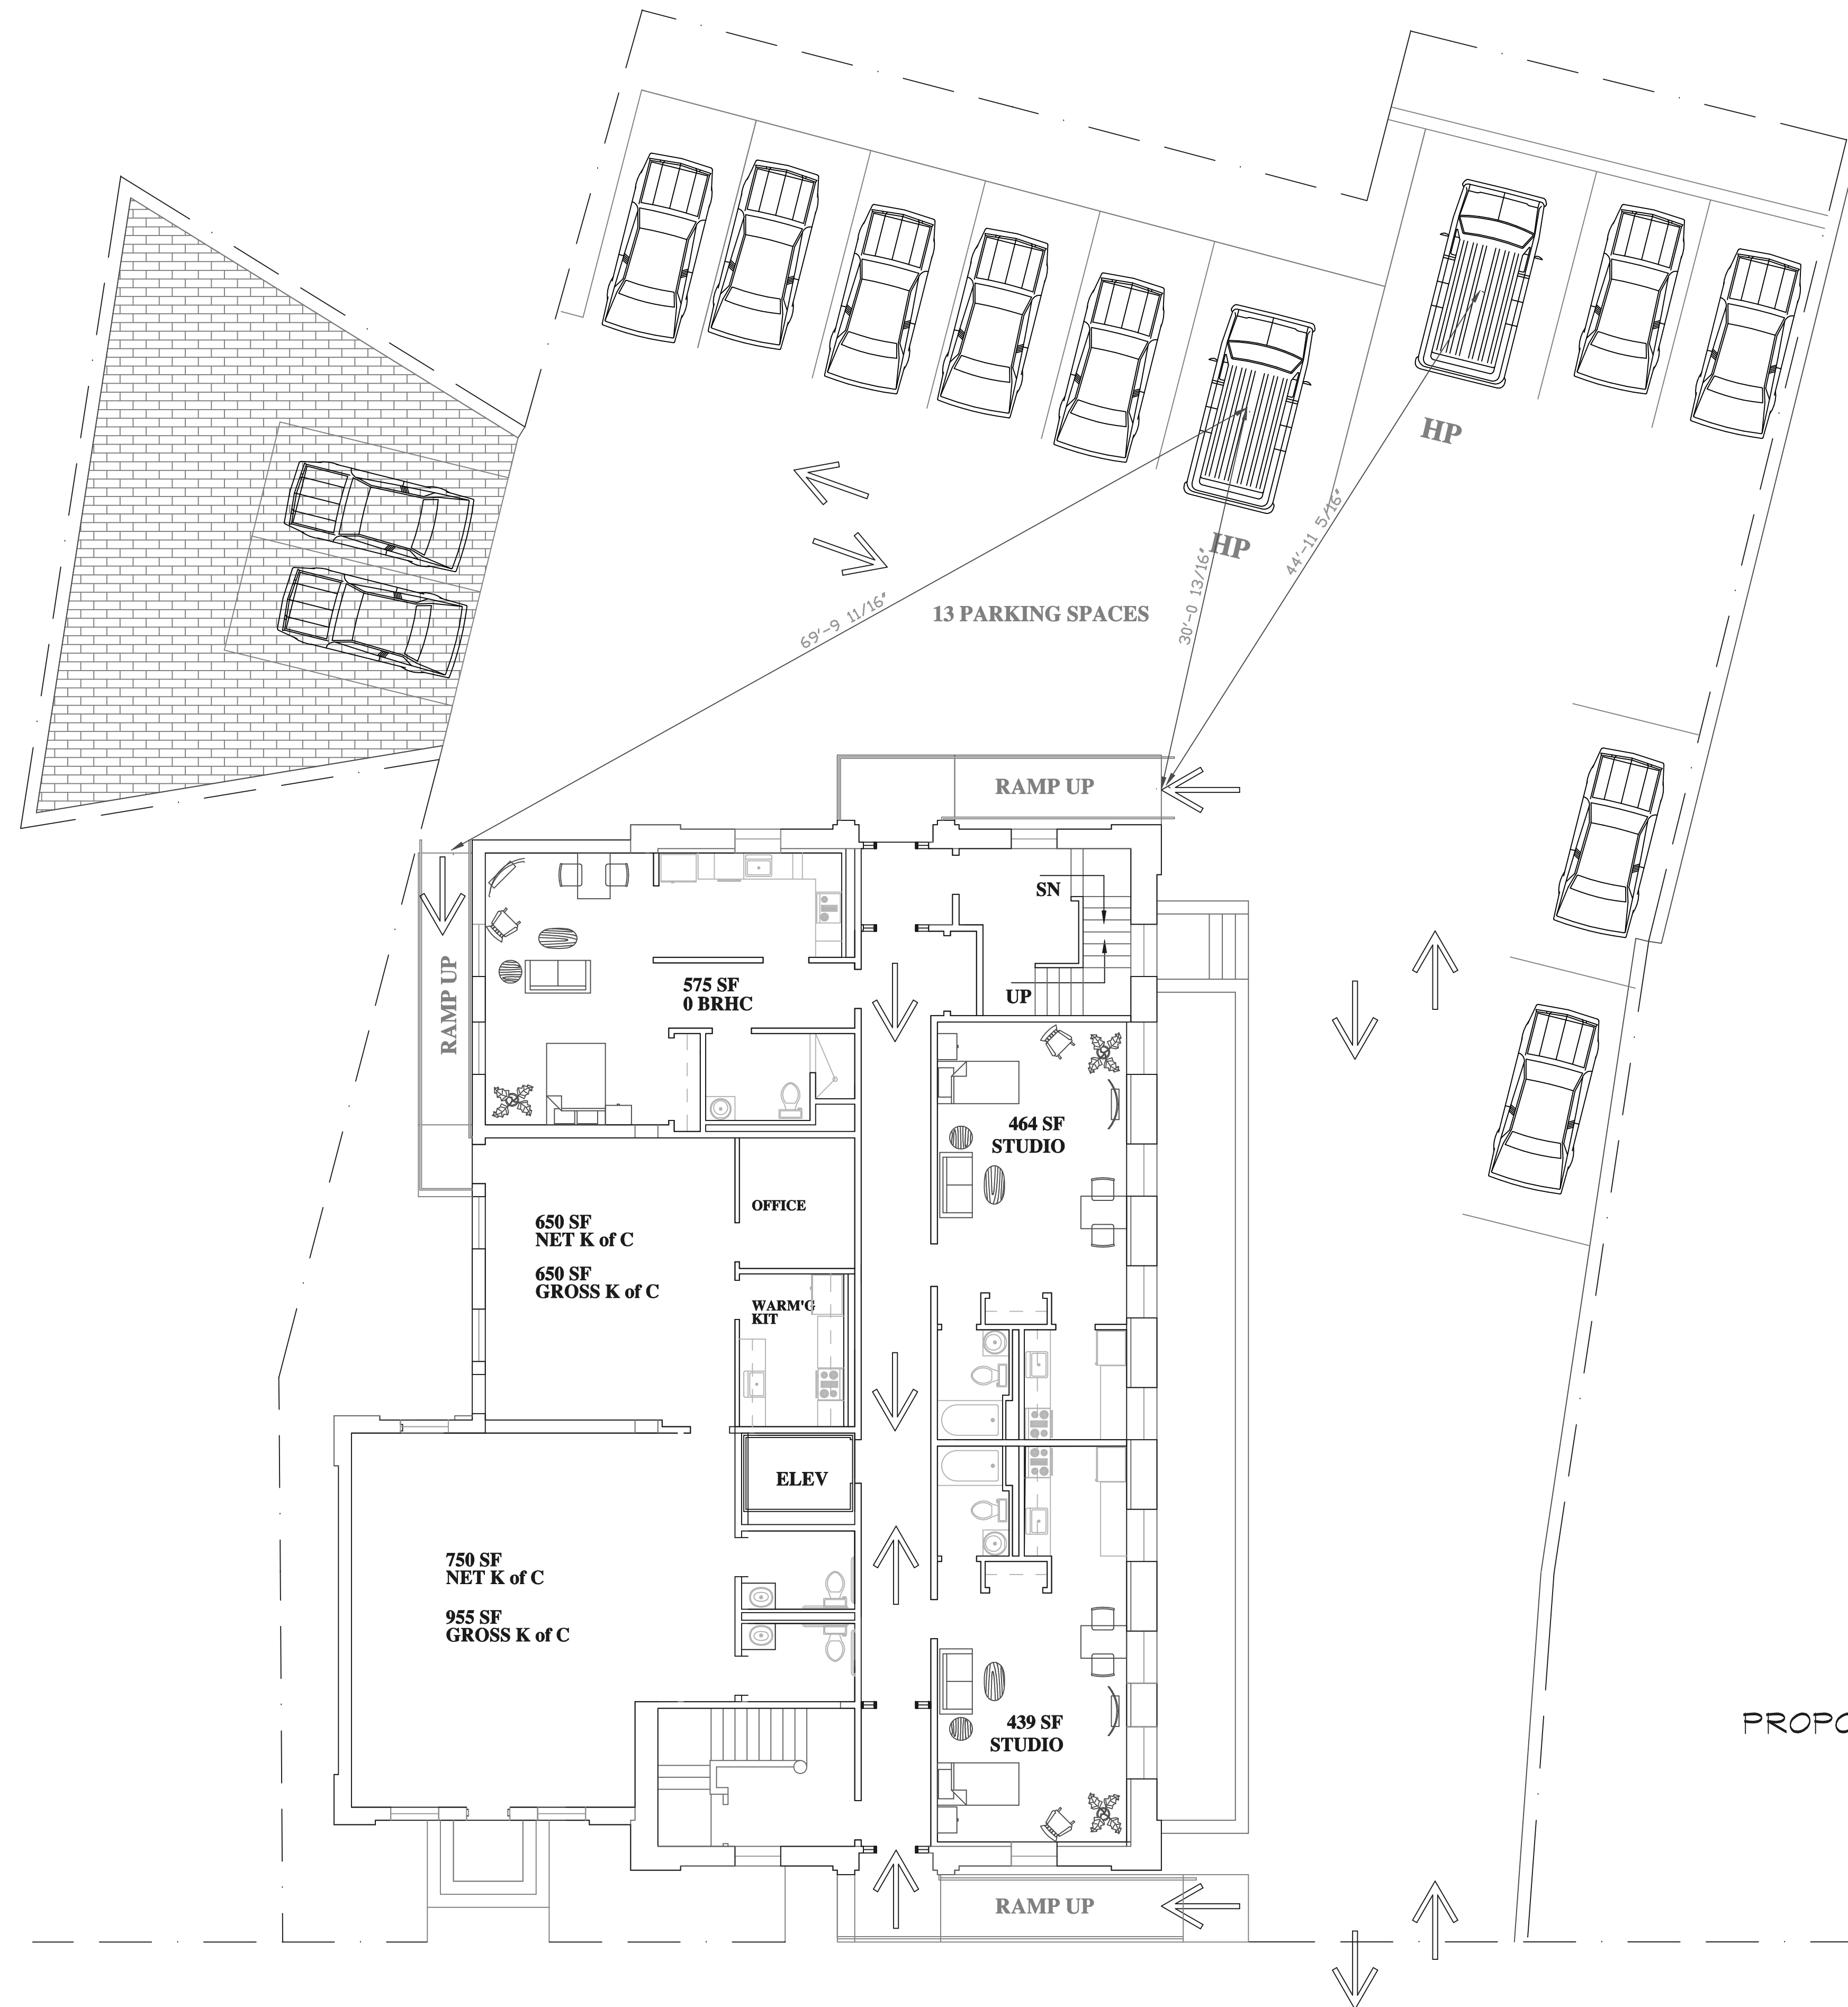 HP
HP
44'-11 5/16"
30'-0 13/16"
69'-9 11/16"
13 PARKING SPACES
RAMP UP
SN
RAMP UP
575 SF
0 BRHC
UP
464 SF
STUDIO
OFFICE
650 SF
NET K of C
650 SF
GROSS K of C
WARM'G
KIT
ELEV
750 SF
NET K of C
955 SF
GROSS K of C
439 SF
STUDIO
PROPO
RAMP UP